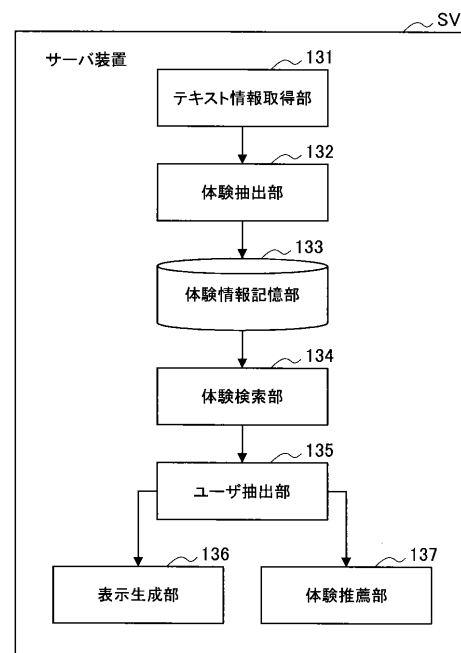 SV
サーバ装置
131
テキスト情報取得部
132
体験抽出部
133
体験情報記憶部
134
体験検索部
135
ユーザ抽出部
136
表示生成部
137
体験推薦部